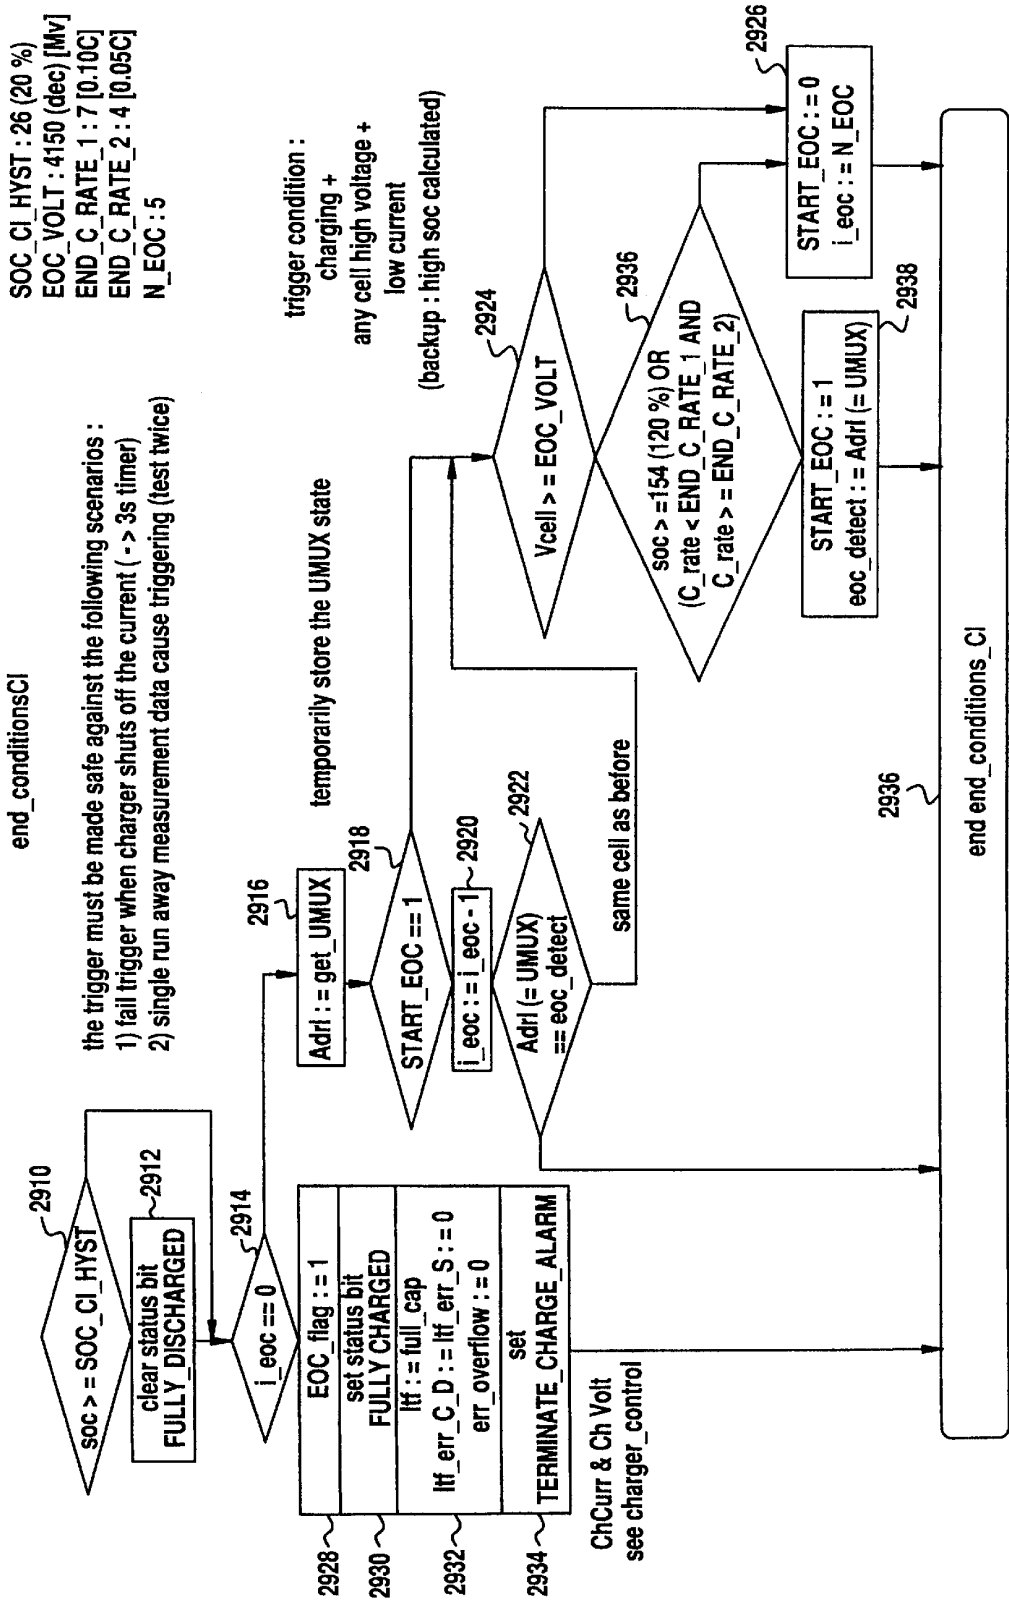 end_conditionsCI
SOC_CI_HYST : 26 (20 %)
EOC_VOLT : 4150 (dec) [Mv]
END_C_RATE_1 : 7 [0.10C]
END_C_RATE_2 : 4 [0.05C]
N_EOC : 5
the trigger must be made safe against the following scenarios :
1) fail trigger when charger shuts off the current ( - > 3s timer)
2) single run away measurement data cause triggering (test twice)
2910
soc > = SOC_CI_HYST
2912
clear status bit
FULLY_DISCHARGED
2914
i_eoc == 0
2916
Adrl := get_UMUX
temporarily store the UMUX state
trigger condition :
charging +
any cell high voltage +
low current
(backup : high soc calculated)
2928
EOC_flag : = 1
2930
set status bit
FULLY CHARGED
2932
Itf : = full_cap
Itf_err_C_D : = Itf_err_S : = 0
err_overflow : = 0
2934
set
TERMINATE_CHARGE_ALARM
ChCurr & Ch Volt
see charger_control
2918
START_EOC == 1
2920
i_eoc : = i_eoc - 1
2922
Adrl (= UMUX)
== eoc_detect
same cell as before
2924
Vcell > = EOC_VOLT
2936
soc > =154 (120 %) OR
(C_rate < END_C_RATE_1 AND
C_rate > = END_C_RATE_2)
2926
START_EOC : = 0
i_eoc : = N_EOC
START_EOC : = 1
eoc_detect : = Adrl (= UMUX)
2938
2936
end end_conditions_CI